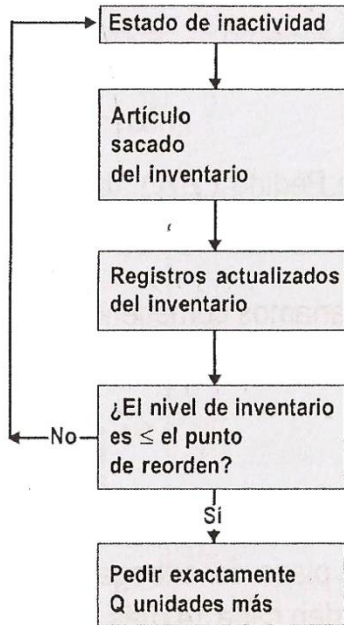 Estado de inactividad
Artículo
sacado
del inventario
Registros actualizados
del inventario
¿El nivel de inventario
es ≤ el punto
de reorden?
No
Sí
Pedir exactamente
Q unidades más